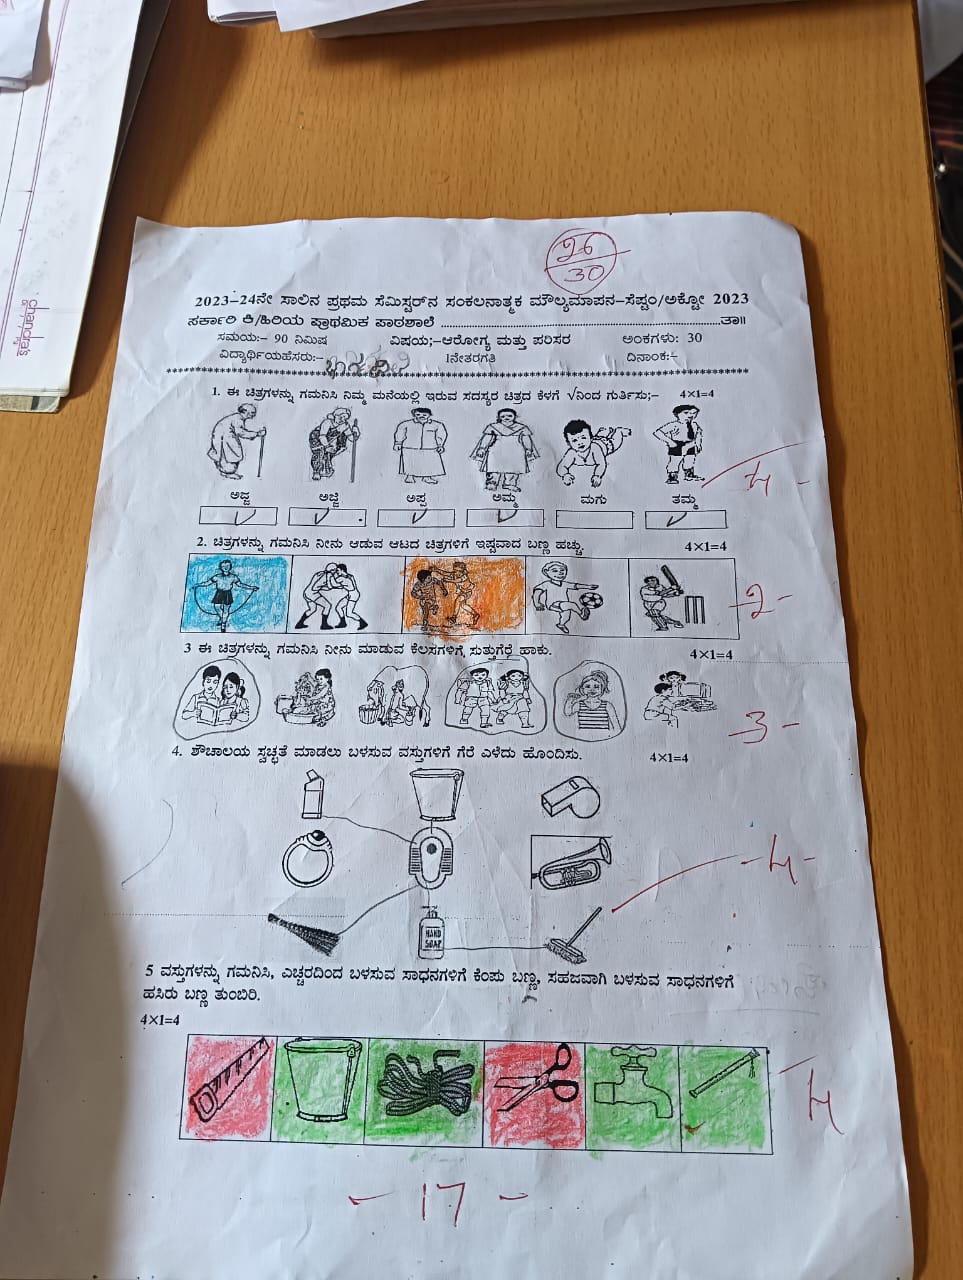 26
30
2023-24ನೇ ಸಾಲಿನ ಪ್ರಥಮ ಸೆಮಿಸ್ಟರ್‌ನ ಸಂಕಲನಾತ್ಮಕ ಮೌಲ್ಯಮಾಪನ-ಸೆಪ್ಟಂ/ಅಕ್ಟೋ 2023
ಸರ್ಕಾರಿ ಕಿ/ಹಿರಿಯ ಪ್ರಾಥಮಿಕ ಪಾಠಶಾಲೆ ..........ತಾ॥
ಸಮಯ:- 90 ನಿಮಿಷ ವಿಷಯ;-ಆರೋಗ್ಯ ಮತ್ತು ಪರಿಸರ ಅಂಕಗಳು: 30
ವಿದ್ಯಾರ್ಥಿಯಹೆಸರು:- 1ನೇತರಗತಿ ದಿನಾಂಕ:-
1. ಈ ಚಿತ್ರಗಳನ್ನು ಗಮನಿಸಿ ನಿಮ್ಮ ಮನೆಯಲ್ಲಿ ಇರುವ ಸದಸ್ಯರ ಚಿತ್ರದ ಕೆಳಗೆ √ನಿಂದ ಗುರ್ತಿಸು;- 4×1=4
4 -
ಅಜ್ಜ ಅಜ್ಜಿ ಅಪ್ಪ ಅಮ್ಮ ಮಗು ತಮ್ಮ
2. ಚಿತ್ರಗಳನ್ನು ಗಮನಿಸಿ ನೀನು ಆಡುವ ಆಟದ ಚಿತ್ರಗಳಿಗೆ ಇಷ್ಟವಾದ ಬಣ್ಣ ಹಚ್ಚು. 4×1=4
-2-
3 ಈ ಚಿತ್ರಗಳನ್ನು ಗಮನಿಸಿ ನೀನು ಮಾಡುವ ಕೆಲಸಗಳಿಗೆ ಸುತ್ತುಗೆರೆ ಹಾಕು. 4×1=4
-3-
4. ಶೌಚಾಲಯ ಸ್ವಚ್ಛತೆ ಮಾಡಲು ಬಳಸುವ ವಸ್ತುಗಳಿಗೆ ಗೆರೆ ಎಳೆದು ಹೊಂದಿಸು. 4×1=4
-4-
HAND
SOAP
5 ವಸ್ತುಗಳನ್ನು ಗಮನಿಸಿ, ಎಚ್ಚರದಿಂದ ಬಳಸುವ ಸಾಧನಗಳಿಗೆ ಕೆಂಪು ಬಣ್ಣ, ಸಹಜವಾಗಿ ಬಳಸುವ ಸಾಧನಗಳಿಗೆ
ಹಸಿರು ಬಣ್ಣ ತುಂಬಿರಿ.
4×1=4
4
- 17 -
chandra's